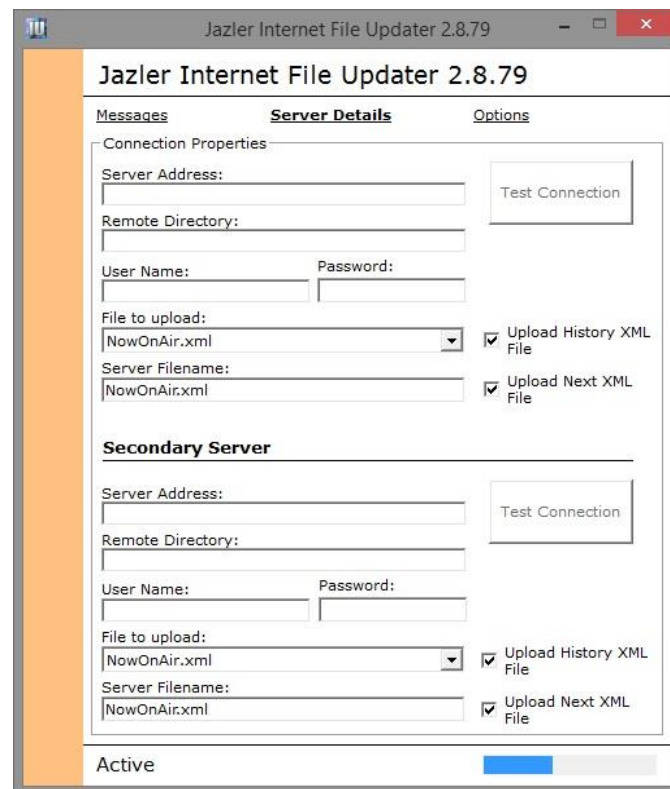 Jazler Internet File Updater 2.8.79
Jazler Internet File Updater 2.8.79
Messages Server Details Options
Connection Properties
Server Address:
Test Connection
Remote Directory:
User Name: Password:
File to upload:
NowOnAir.xml
Upload History XML
File
Server Filename:
NowOnAir.xml
Upload Next XML
File
Secondary Server
Server Address:
Test Connection
Remote Directory:
User Name: Password:
File to upload:
NowOnAir.xml
Upload History XML
File
Server Filename:
NowOnAir.xml
Upload Next XML
File
Active